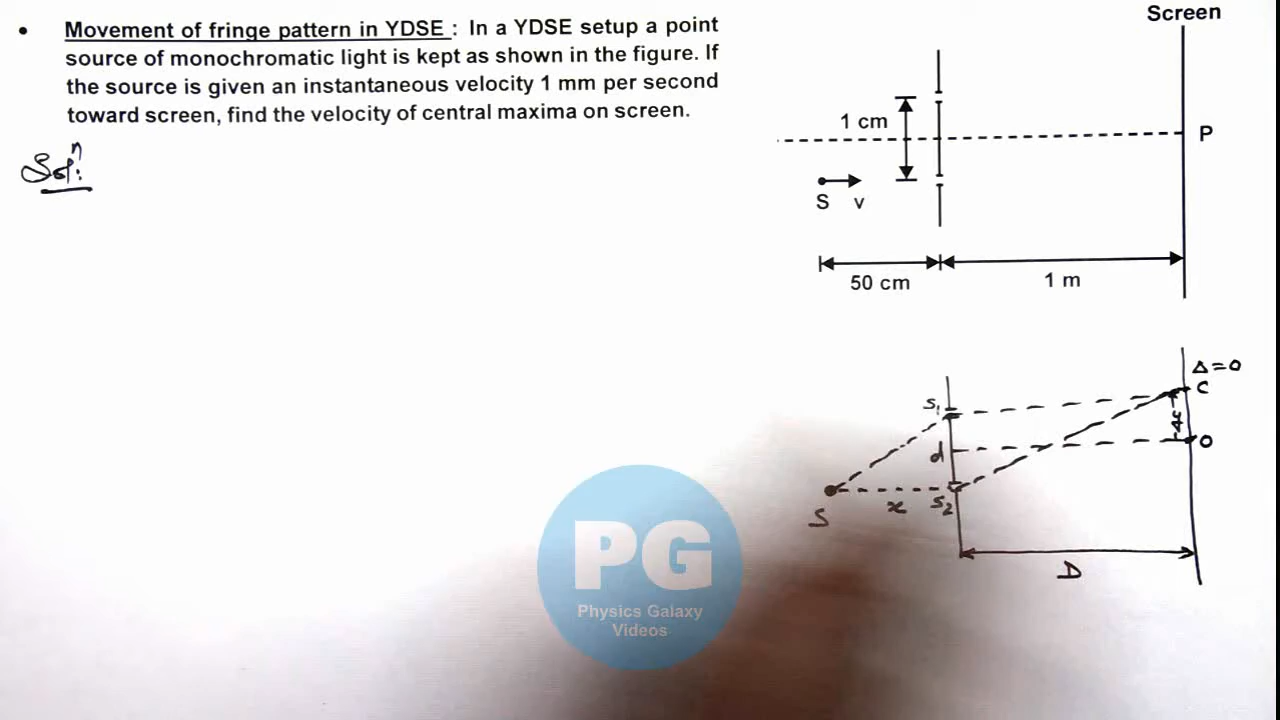 • Movement of fringe pattern in YDSE : In a YDSE setup a point
source of monochromatic light is kept as shown in the figure. If
the source is given an instantaneous velocity 1 mm per second
toward screen, find the velocity of central maxima on screen.
Solⁿ:
Screen
1 cm
P
S v
50 cm
1 m
Δ=0
S₁
C
d
O
S
x
S₂
D
PG
Physics Galaxy
Videos